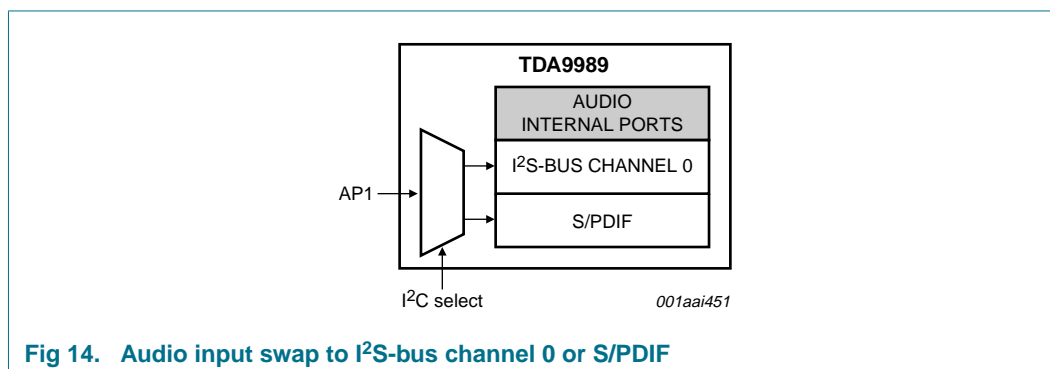 TDA9989
AUDIO
INTERNAL PORTS
I²S-BUS CHANNEL 0
AP1
S/PDIF
I²C select
001aai451
Fig 14. Audio input swap to I²S-bus channel 0 or S/PDIF